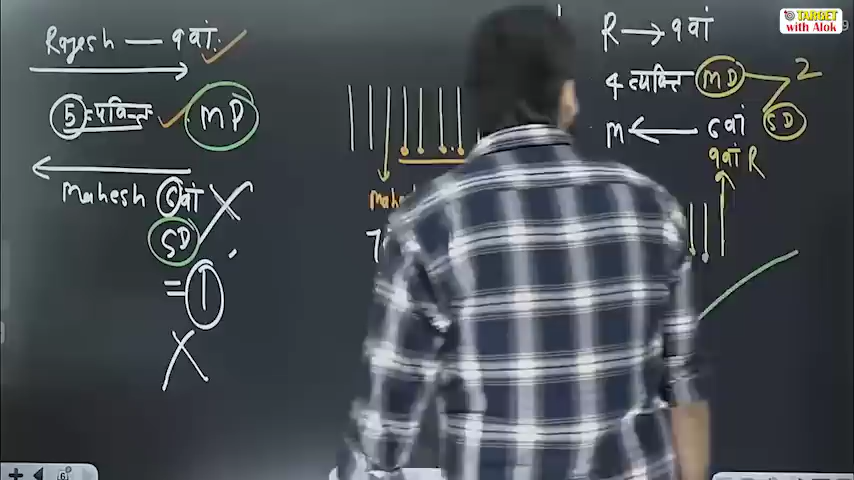 Rajesh — 9वां
5
MP
Mahesh 6वां
SD
= 1
X
7
R → 9वां
4 व्यक्ति MD 2
M ← 6वां SD
9वां R
TARGET
with Alok